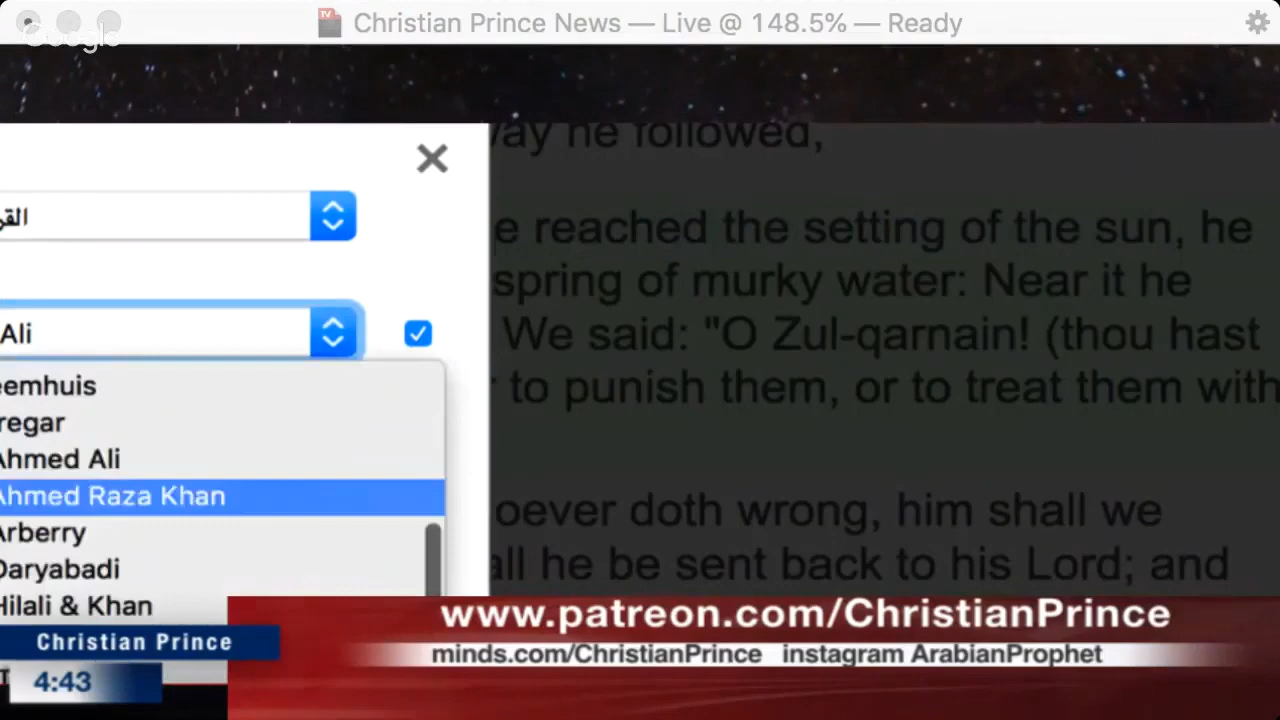 Christian Prince News — Live @ 148.5% — Ready
Google
way he followed,
القر
e reached the setting of the sun, he
spring of murky water: Near it he
Ali
We said: "O Zul-qarnain! (thou hast
to punish them, or to treat them with
eemhuis
regar
Ahmed Ali
Ahmed Raza Khan
Arberry
Daryabadi
Hilali & Khan
oever doth wrong, him shall we
all he be sent back to his Lord; and
www.patreon.com/ChristianPrince
Christian Prince
minds.com/ChristianPrince instagram ArabianProphet
4:43